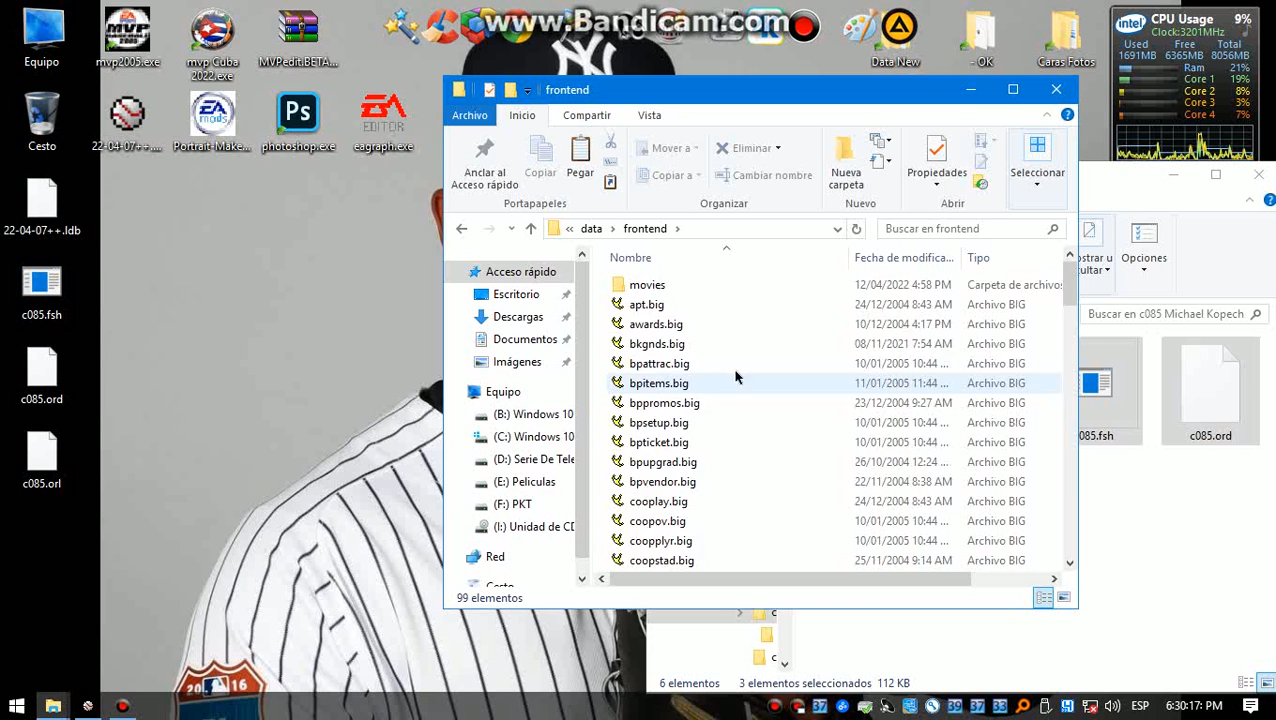 www.Bandicam.com
Equipo
mvp2005.exe
mvp Cuba
2022.exe
MVPedit.BETA...
Data New
- OK
Caras Fotos
intel
CPU Usage 9%
Clock:3201MHz
Used Free Total
1691MB 6365MB 8056MB
Ram 21%
Core 1 19%
Core 2 8%
Core 3 3%
Core 4 7%
Cesto
22-04-07++....
EA
mods
Portrait-Make...
Ps
photoshop.exe
EA
EDITOR
eagraph.exe
22-04-07++.ldb
c085.fsh
c085.ord
c085.orl
frontend
Archivo Inicio Compartir Vista
Anclar al
Acceso rápido
Copiar
Pegar
Mover a
Copiar a
Eliminar
Cambiar nombre
Nueva
carpeta
Propiedades
Seleccionar
Portapapeles Organizar Nuevo Abrir
« data › frontend ›
Buscar en frontend
Nombre Fecha de modifica... Tipo
movies 12/04/2022 4:58 PM Carpeta de archivos
apt.big 24/12/2004 8:43 AM Archivo BIG
awards.big 10/12/2004 4:17 PM Archivo BIG
bkgnds.big 08/11/2021 7:54 AM Archivo BIG
bpattrac.big 10/01/2005 10:44 ... Archivo BIG
bpitems.big 11/01/2005 11:44 ... Archivo BIG
bppromos.big 23/12/2004 9:27 AM Archivo BIG
bpsetup.big 10/01/2005 10:44 ... Archivo BIG
bpticket.big 10/01/2005 10:44 ... Archivo BIG
bpupgrad.big 26/10/2004 12:24 ... Archivo BIG
bpvendor.big 22/11/2004 8:38 AM Archivo BIG
cooplay.big 24/12/2004 8:43 AM Archivo BIG
coopov.big 10/01/2005 10:44 ... Archivo BIG
coopplyr.big 10/01/2005 10:44 ... Archivo BIG
coopstad.big 25/11/2004 9:14 AM Archivo BIG
Acceso rápido
Escritorio
Descargas
Documentos
Imágenes
Equipo
(B:) Windows 10
(C:) Windows 10
(D:) Serie De Tele
(E:) Peliculas
(F:) PKT
(I:) Unidad de CD
Red
99 elementos
Opciones
Buscar en c085 Michael Kopech
c085.ord
6 elementos 3 elementos seleccionados 112 KB
2016
37 39 37 33
ESP
6:30:17 PM